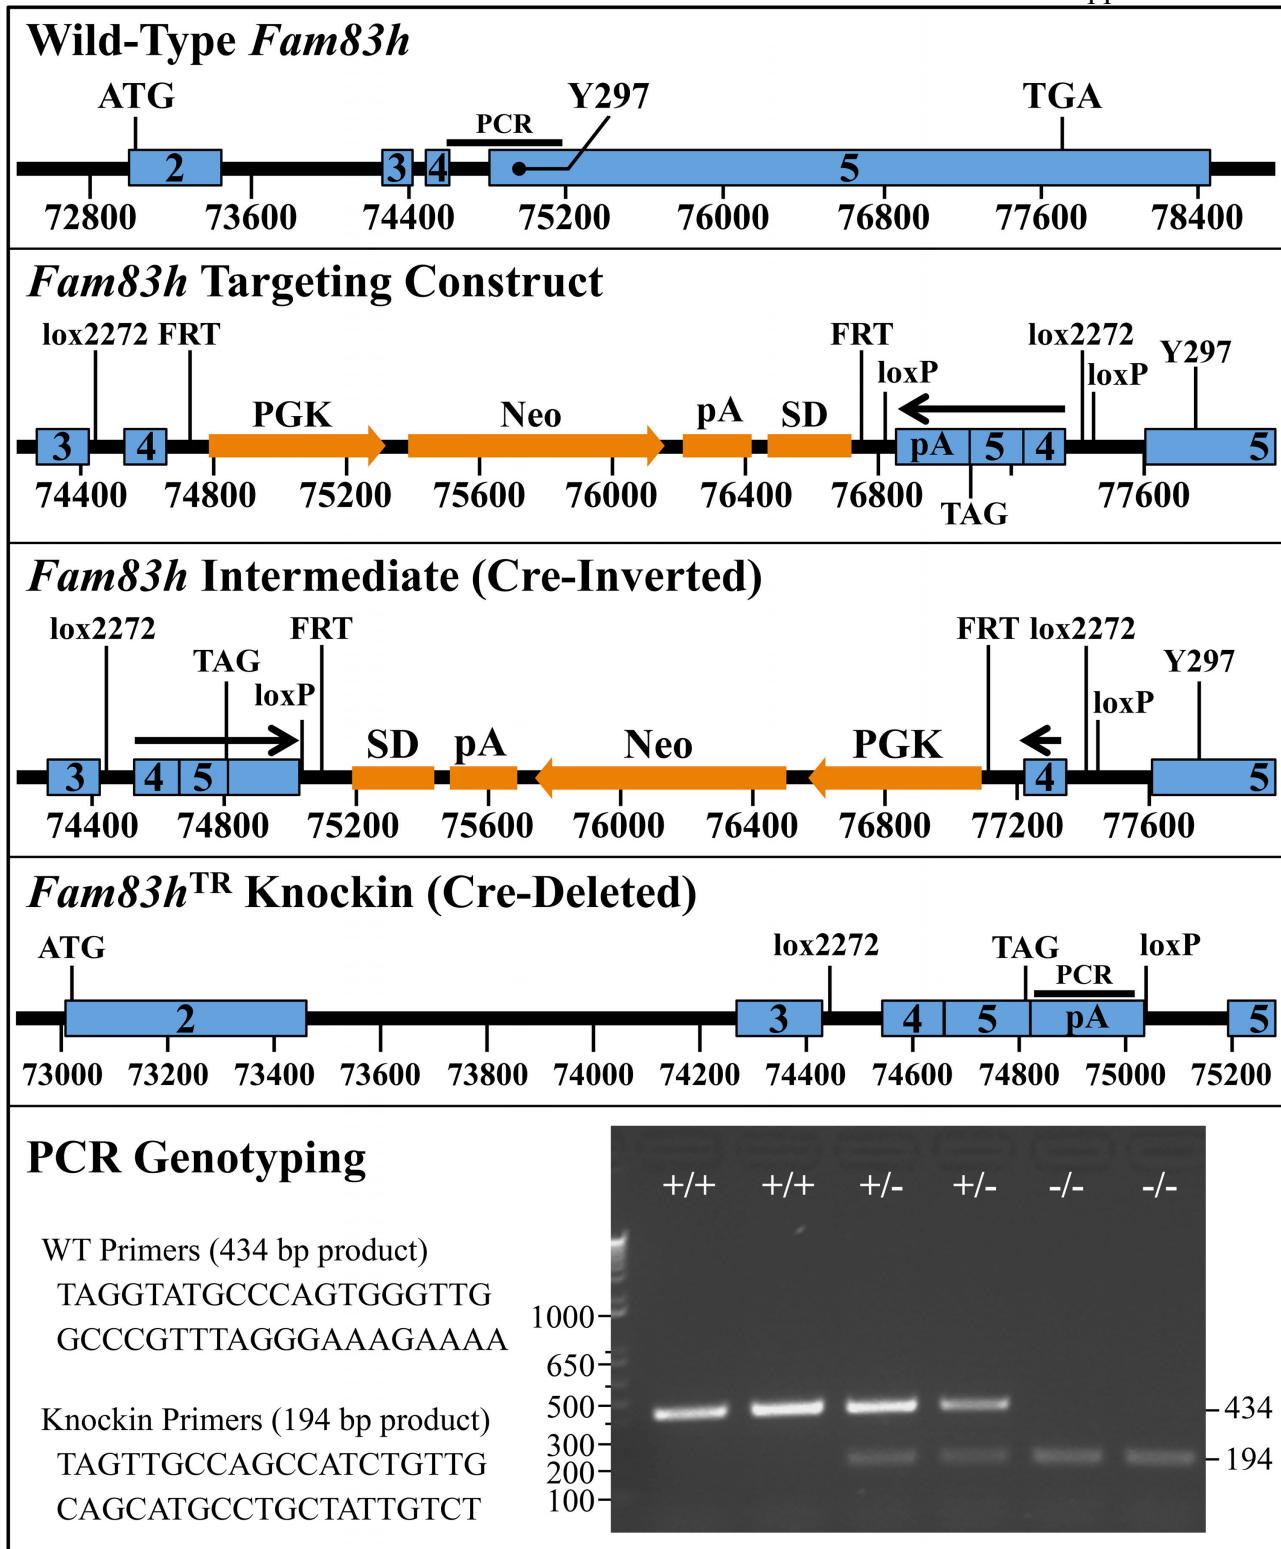 Wild-Type Fam83h
ATG
Y297
TGA
PCR
2
3
4
5
72800 73600 74400 75200 76000 76800 77600 78400
Fam83h Targeting Construct
lox2272 FRT
FRT
lox2272
Y297
loxP
loxP
PGK
Neo
pA
SD
3
4
pA
5
4
5
74400 74800 75200 75600 76000 76400 76800 77600
TAG
Fam83h Intermediate (Cre-Inverted)
lox2272
FRT
FRT lox2272
TAG
Y297
loxP
loxP
SD
pA
Neo
PGK
3
4
5
4
5
74400 74800 75200 75600 76000 76400 76800 77200 77600
Fam83hTR Knockin (Cre-Deleted)
ATG
lox2272
TAG
loxP
PCR
2
3
4
5
pA
5
73000 73200 73400 73600 73800 74000 74200 74400 74600 74800 75000 75200
PCR Genotyping
+/+ +/+ +/- +/- -/- -/-
WT Primers (434 bp product)
TAGGTATGCCCAGTGGGTTG
GCCCGTTTAGGGAAAGAAAA
Knockin Primers (194 bp product)
TAGTTGCCAGCCATCTGTTG
CAGCATGCCTGCTATTGTCT
1000
650
500
300
200
100
434
194